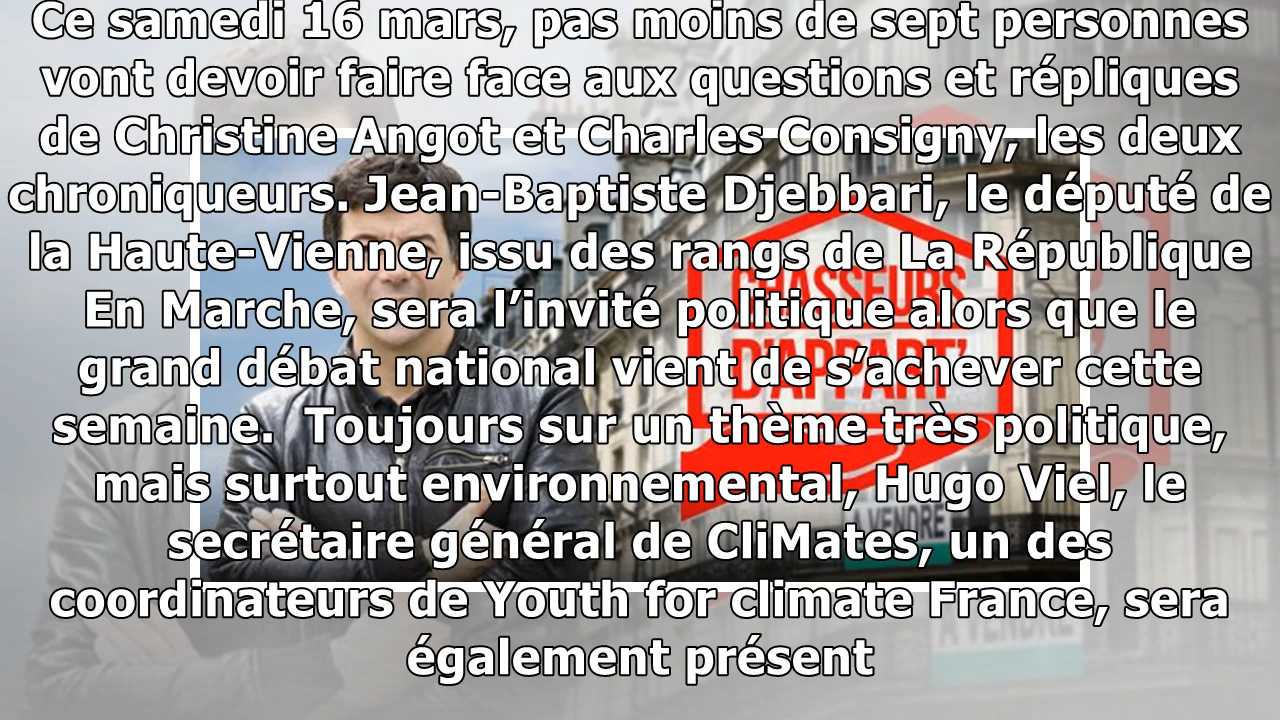 Ce samedi 16 mars, pas moins de sept personnes
vont devoir faire face aux questions et répliques
de Christine Angot et Charles Consigny, les deux
chroniqueurs. Jean-Baptiste Djebbari, le député de
la Haute-Vienne, issu des rangs de La République
En Marche, sera l’invité politique alors que le
grand débat national vient de s’achever cette
semaine.  Toujours sur un thème très politique,
mais surtout environnemental, Hugo Viel, le
secrétaire général de CliMates, un des
coordinateurs de Youth for climate France, sera
également présent
CHASSEURS
D'APPART'
A VENDRE
A VENDRE